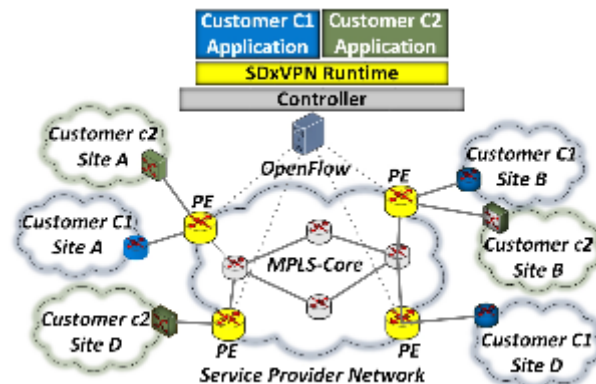 Customer C1
Application
Customer C2
Application
SDxVPN Runtime
Controller
OpenFlow
Customer c2
Site A
Customer C1
Site A
Customer c2
Site D
PE
PE
PE
PE
MPLS-Core
Customer C1
Site B
Customer c2
Site B
Customer C1
Site D
Service Provider Network